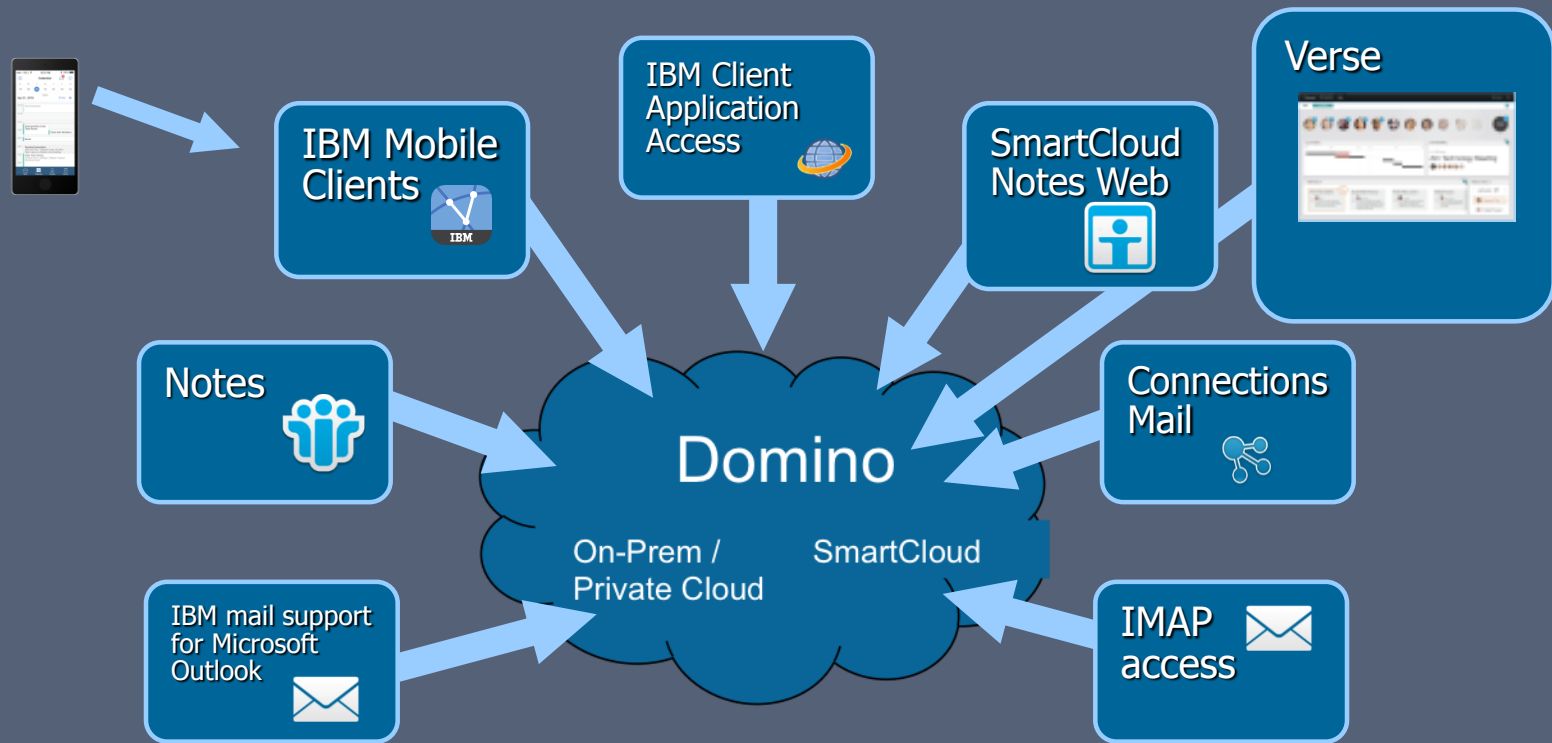 IBM Client
Application
Access
Verse
IBM Mobile
Clients
IBM
SmartCloud
Notes Web
Notes
Connections
Mail
Domino
On-Prem /
Private Cloud
SmartCloud
IBM mail support
for Microsoft
Outlook
IMAP
access